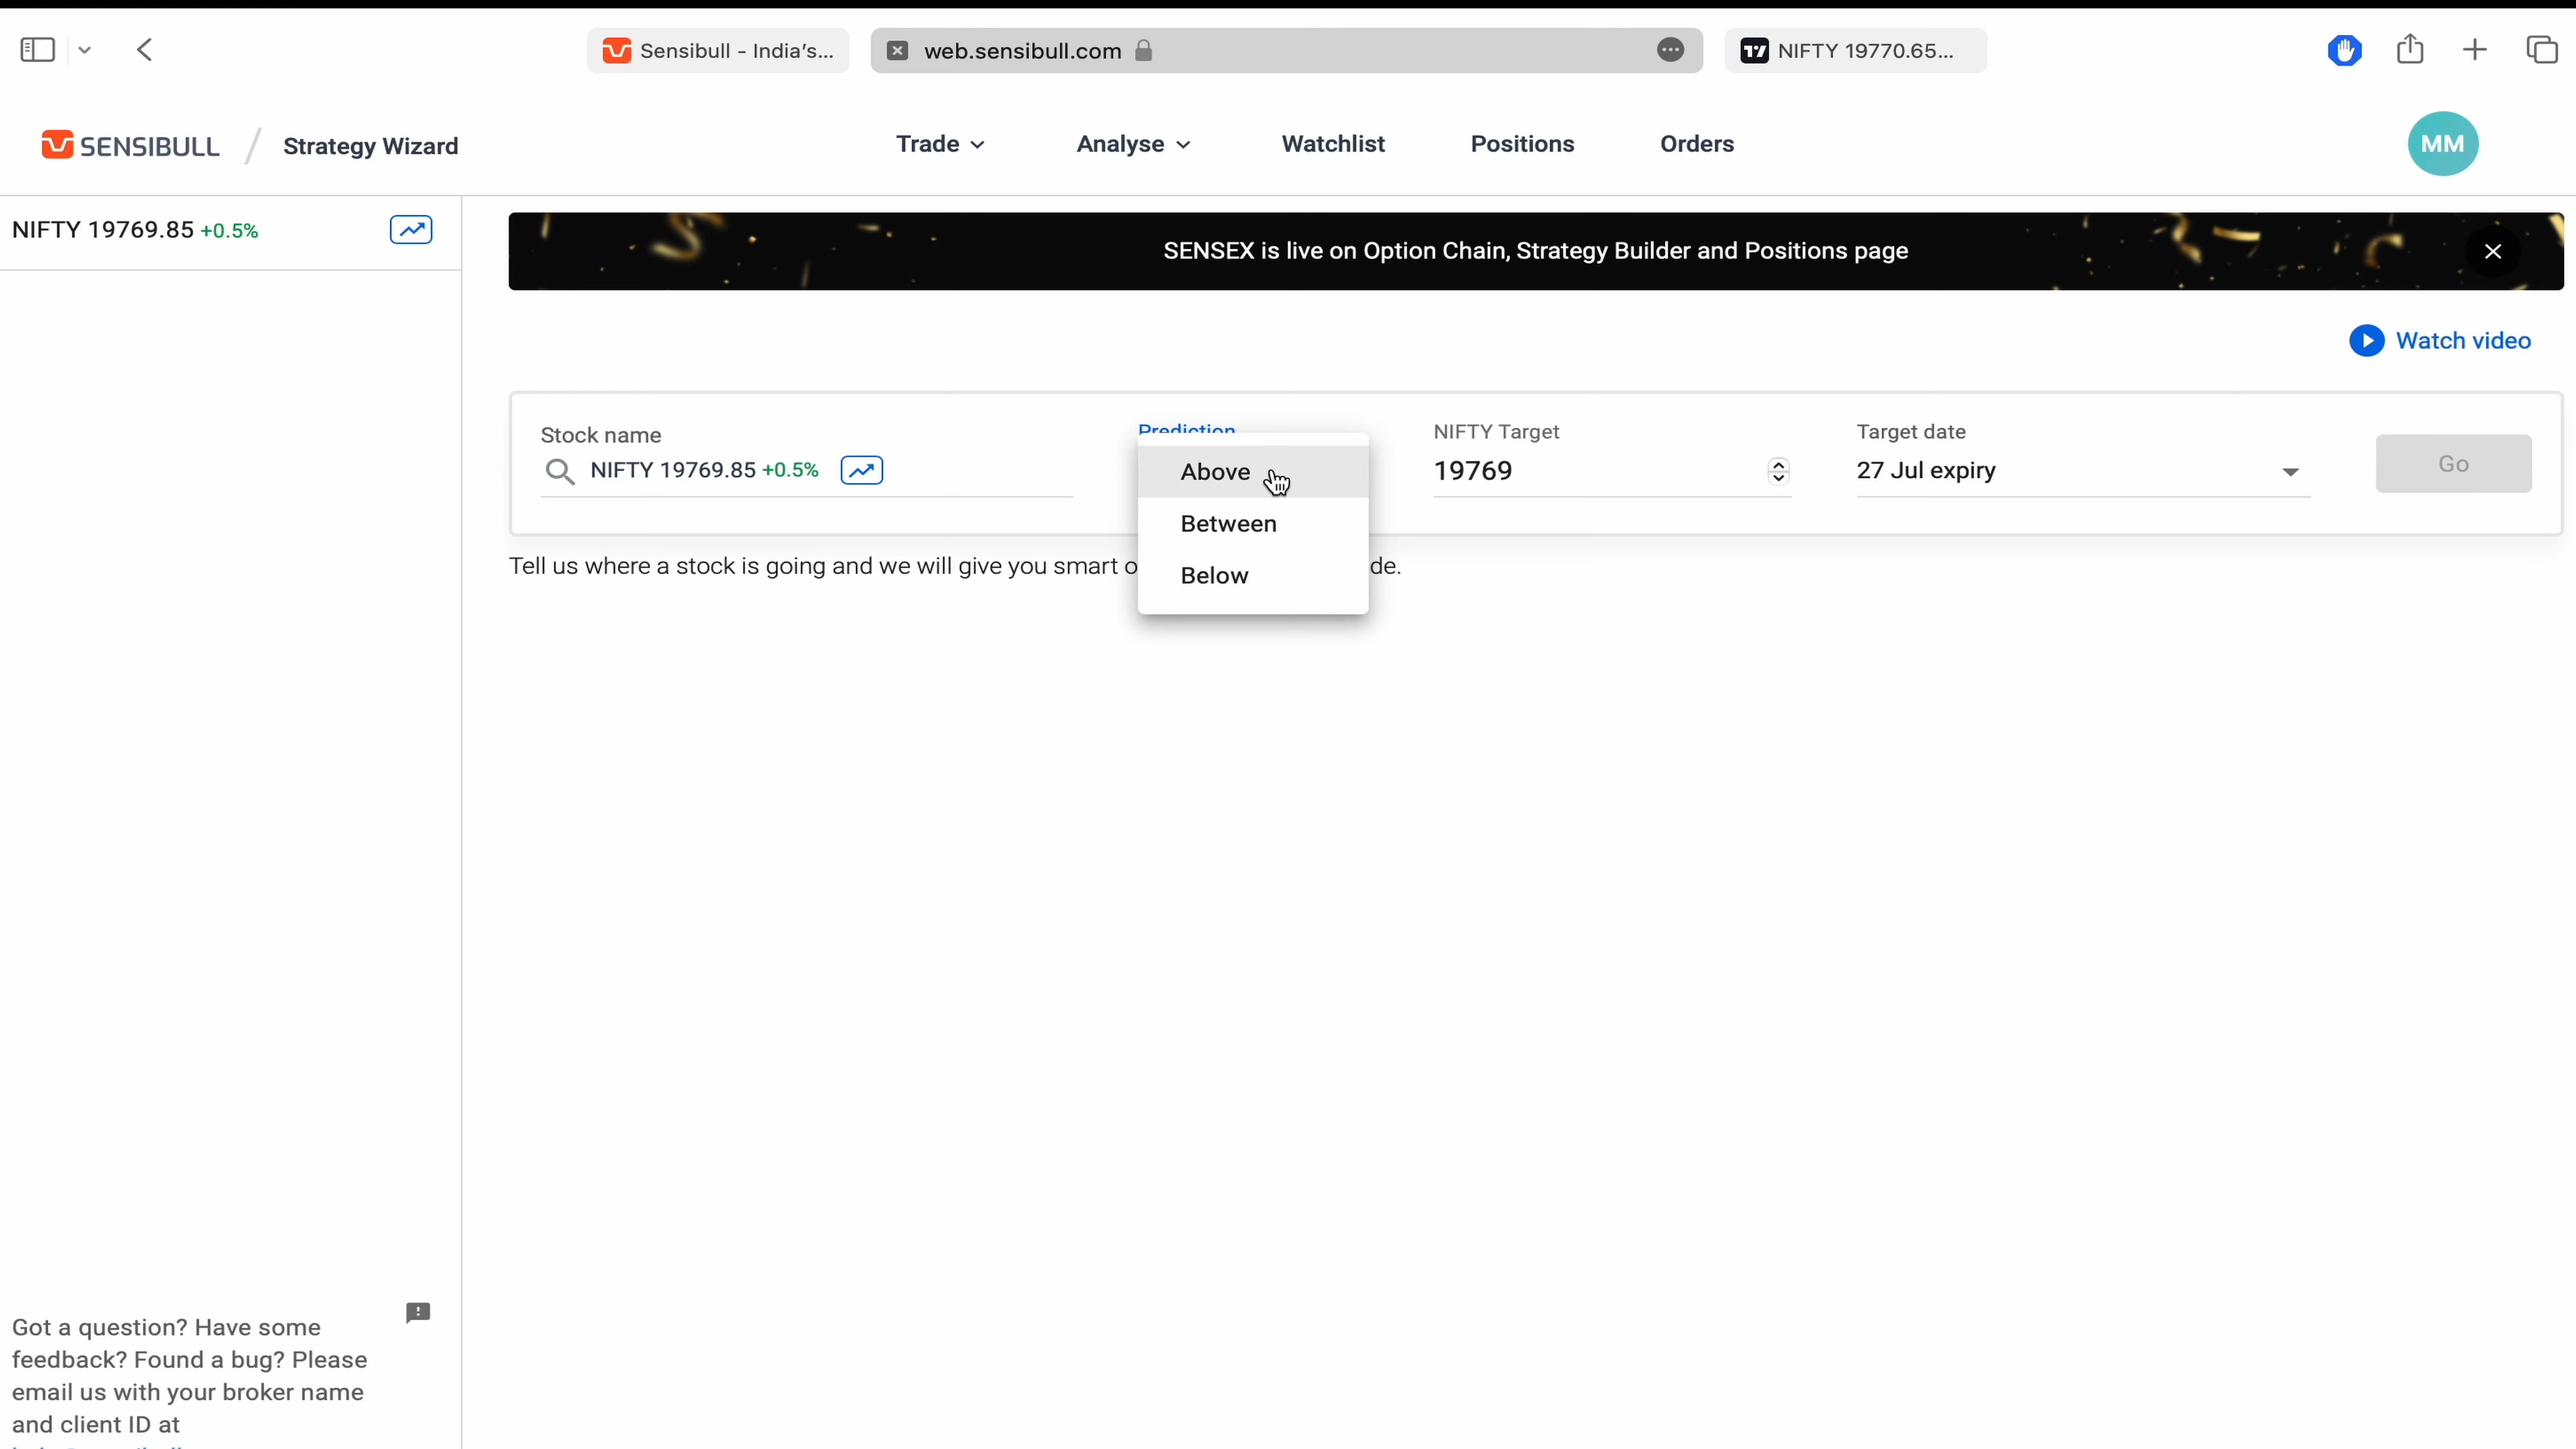 Sensibull - India's...
web.sensibull.com
NIFTY 19770.65...
SENSIBULL / Strategy Wizard
Trade
Analyse
Watchlist
Positions
Orders
MM
NIFTY 19769.85 +0.5%
SENSEX is live on Option Chain, Strategy Builder and Positions page
Watch video
Stock name
Prediction
NIFTY Target
Target date
NIFTY 19769.85 +0.5%
Above
19769
27 Jul expiry
Go
Between
Below
Tell us where a stock is going and we will give you smart
Got a question? Have some
feedback? Found a bug? Please
email us with your broker name
and client ID at